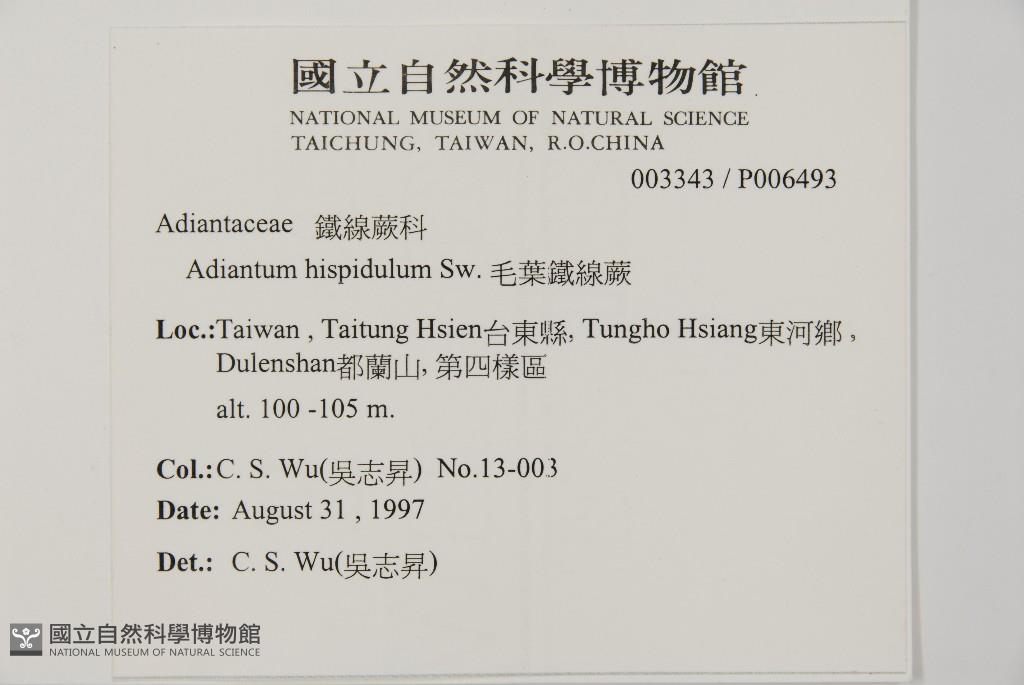 國立自然科學博物館
NATIONAL MUSEUM OF NATURAL SCIENCE
TAICHUNG, TAIWAN, R.O.CHINA
003343 / P006493
Adiantaceae 鐵線蕨科
Adiantum hispidulum Sw. 毛葉鐵線蕨
Loc.:Taiwan , Taitung Hsien台東縣, Tungho Hsiang東河鄉 ,
Dulenshan都蘭山, 第四樣區
alt. 100 -105 m.
Col.:C. S. Wu(吳志昇) No.13-003
Date: August 31 , 1997
Det.: C. S. Wu(吳志昇)
國立自然科學博物館
NATIONAL MUSEUM OF NATURAL SCIENCE